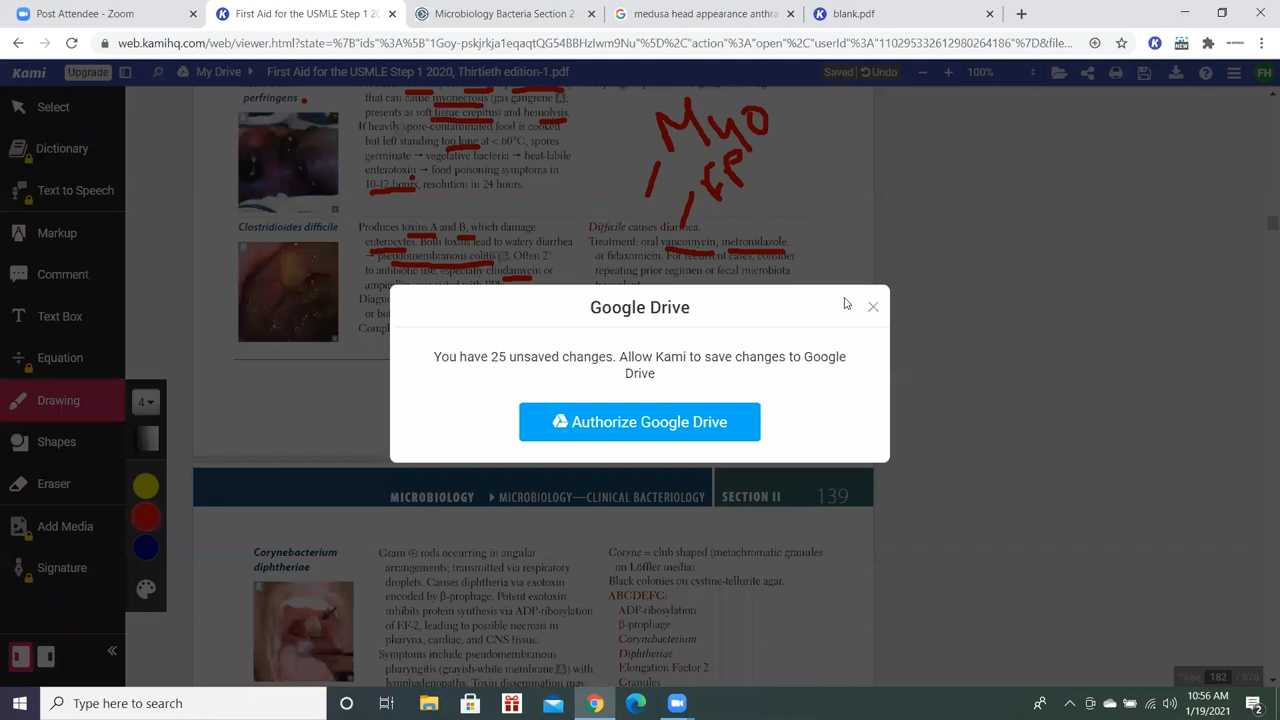 Post Attendee - Zoom
First Aid for the USMLE Step 1 2
Microbiology Bacteria Section 2 -
medusa head appearance anthra
blank.pdf
web.kamihq.com/web/viewer.html?state=%7B"ids"%3A%5B"1Goy-pskjxkja1eqaqtQG54BBHzIwm9Nu"%5D%2C"action"%3A"open"%2C"userId"%3A"110295332612980264186"%7D&file...
Kami
Upgrade
My Drive
First Aid for the USMLE Step 1 2020, Thirtieth edition-1.pdf
Saved
Undo
100%
FH
Select
Dictionary
Text to Speech
Markup
Comment
Text Box
Equation
Drawing
Shapes
Eraser
Add Media
Signature
4
perfringens
that can cause myonecrosis (gas gangrene A;
presents as soft tissue crepitus) and hemolysis.
If heavily spore-contaminated food is cooked
but left standing too long at < 60°C, spores
germinate → vegetative bacteria → heat-labile
enterotoxin → food poisoning symptoms in
10-12 hours, resolution in 24 hours.
Myo
FP
Clostridioides difficile
Produces toxins A and B, which damage
enterocytes. Both toxins lead to watery diarrhea
→ pseudomembranous colitis B. Often 2°
to antibiotic use, especially clindamycin or
Difficile causes diarrhea.
Treatment: oral vancomycin, metronidazole,
or fidaxomicin. For recurrent cases, consider
repeating prior regimen or fecal microbiota
transplant.
Google Drive
You have 25 unsaved changes. Allow Kami to save changes to Google
Drive
Authorize Google Drive
MICROBIOLOGY ▶ MICROBIOLOGY—CLINICAL BACTERIOLOGY
SECTION II
139
Corynebacterium
diphtheriae
Gram ⊕ rods occurring in angular
arrangements; transmitted via respiratory
droplets. Causes diphtheria via exotoxin
encoded by β-prophage. Potent exotoxin
inhibits protein synthesis via ADP-ribosylation
of EF-2, leading to possible necrosis in
pharynx, cardiac, and CNS tissue.
Symptoms include pseudomembranous
pharyngitis (grayish-white membrane A) with
lymphadenopathy. Toxin dissemination may
Coryne = club shaped (metachromatic granules
on Löffler media).
Black colonies on cystine-tellurite agar.
ABCDEFG:
ADP-ribosylation
β-prophage
Corynebacterium
Diphtheriae
Elongation Factor 2
Granules
Page 182 / 876
Type here to search
10:56 AM
1/19/2021
2